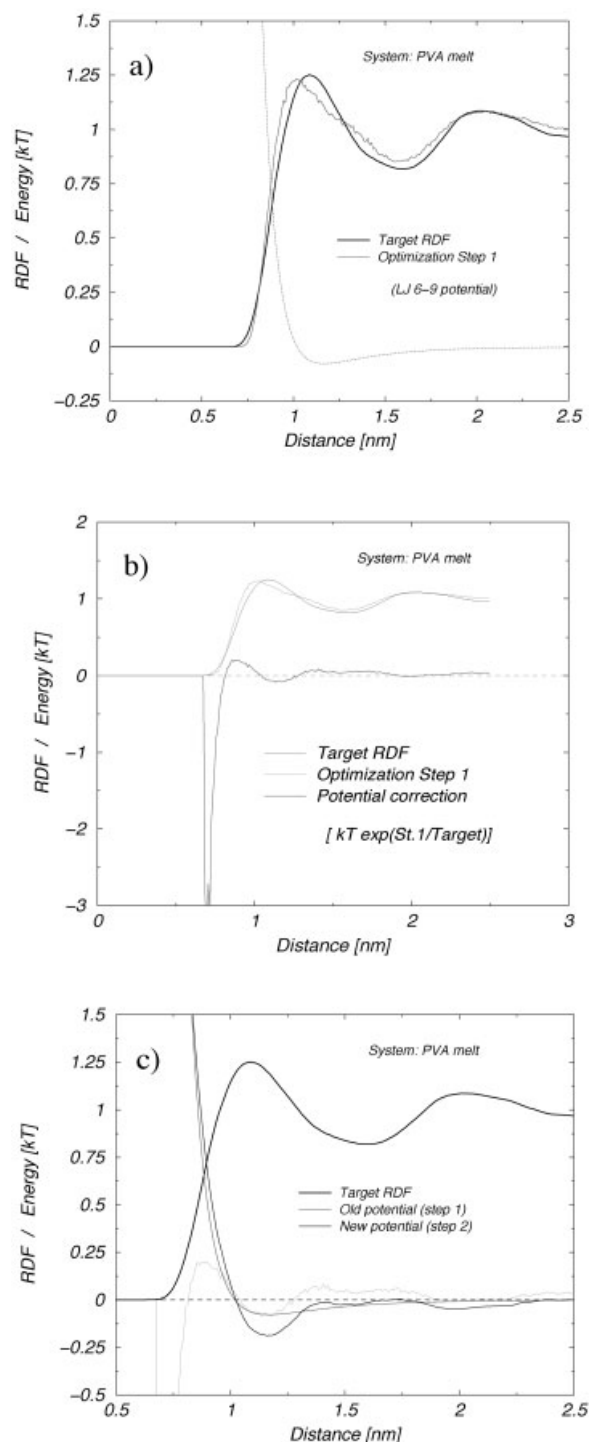 a)
System: PVA melt
RDF / Energy [kT]
1.5
1.25
1
0.75
0.5
0.25
0
−0.25
Target RDF
Optimization Step 1
(LJ 6−9 potential)
0 0.5 1 1.5 2 2.5
Distance [nm]
b)
System: PVA melt
RDF / Energy [kT]
2
1
0
−1
−2
−3
Target RDF
Optimization Step 1
Potential correction
[ kT exp(St.1/Target)]
0 1 2 3
Distance [nm]
c)
System: PVA melt
RDF / Energy [kT]
1.5
1.25
1
0.75
0.5
0.25
0
−0.25
−0.5
Target RDF
Old potential (step 1)
New potential (step 2)
0.5 1 1.5 2 2.5
Distance [nm]